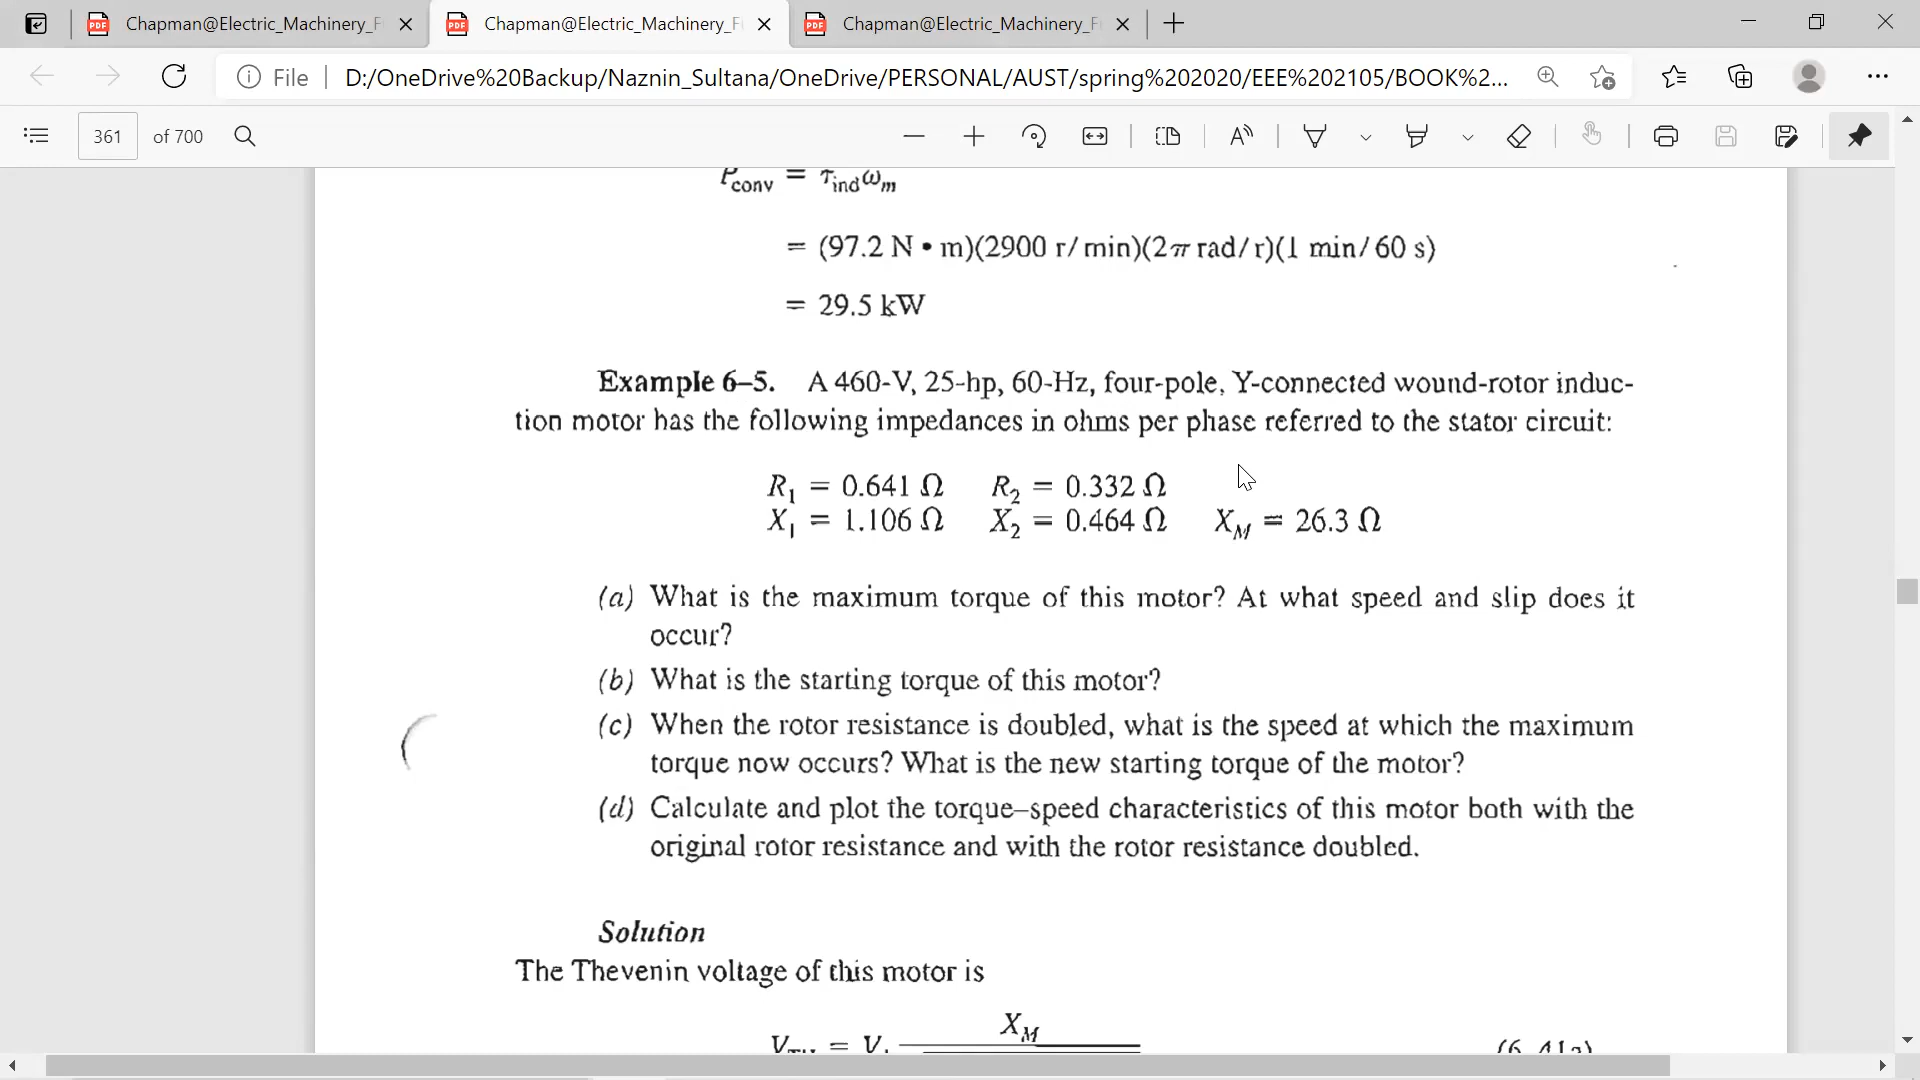 Chapman@Electric_Machinery_F
Chapman@Electric_Machinery_F
Chapman@Electric_Machinery_F
File
D:/OneDrive%20Backup/Naznin_Sultana/OneDrive/PERSONAL/AUST/spring%202020/EEE%202105/BOOK%2...
361 of 700
P_conv = τ_ind ω_m
= (97.2 N • m)(2900 r/min)(2π rad/r)(1 min/60 s)
= 29.5 kW
Example 6–5. A 460-V, 25-hp, 60-Hz, four-pole, Y-connected wound-rotor induc-
tion motor has the following impedances in ohms per phase referred to the stator circuit:
R₁ = 0.641 Ω R₂ = 0.332 Ω
X₁ = 1.106 Ω X₂ = 0.464 Ω X_M = 26.3 Ω
(a) What is the maximum torque of this motor? At what speed and slip does it
occur?
(b) What is the starting torque of this motor?
(c) When the rotor resistance is doubled, what is the speed at which the maximum
torque now occurs? What is the new starting torque of the motor?
(d) Calculate and plot the torque–speed characteristics of this motor both with the
original rotor resistance and with the rotor resistance doubled.
Solution
The Thevenin voltage of this motor is
X_M